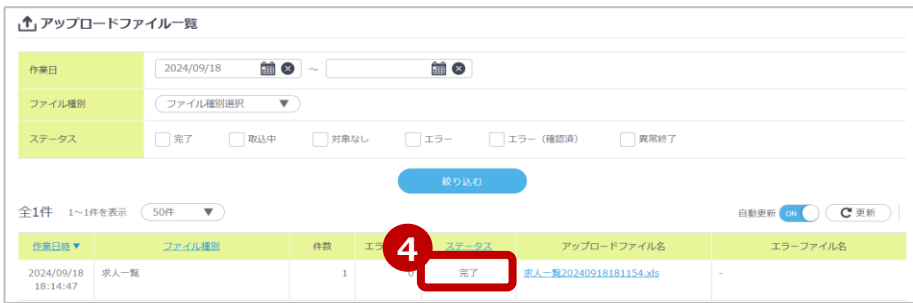 アップロードファイル一覧
作業日 2024/09/18 ～
ファイル種別 ファイル種別選択 ▼
ステータス 完了 取込中 対象なし エラー エラー（確認済） 異常終了
絞り込む
全1件 1～1件を表示 50件 ▼ 自動更新 ON 更新
作業日時▼ ファイル種別 件数 エラ ステータス アップロードファイル名 エラーファイル名
4
2024/09/18 求人一覧 1 0 完了 求人一覧20240918181154.xls -
18:14:47